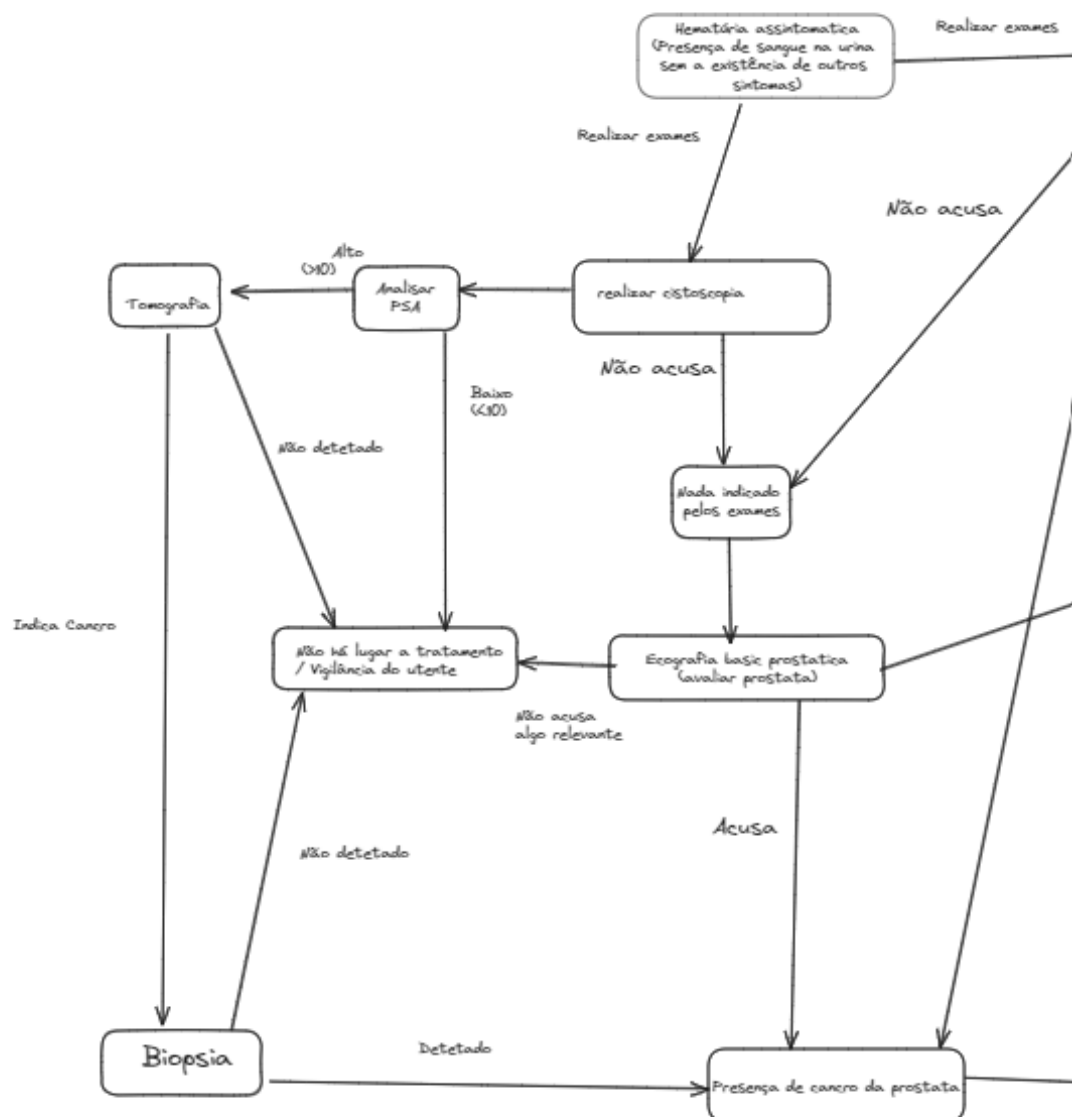 Hematúria assintomatica
(Presença de sangue na urina
sem a existência de outros
sintomas)
Realizar exames
Realizar exames
Não acusa
Alto
(>10)
Tomografia
Analisar
PSA
realizar cistoscopia
Não acusa
Baixo
(<10)
Não detetado
Nada indicado
pelos exames
Indica Cancro
Não há lugar a tratamento
/ Vigilância do utente
Ecografia basic prostatica
(avaliar prostata)
Não acusa
algo relevante
Acusa
Não detetado
Biopsia
Detetado
Presença de cancro da prostata